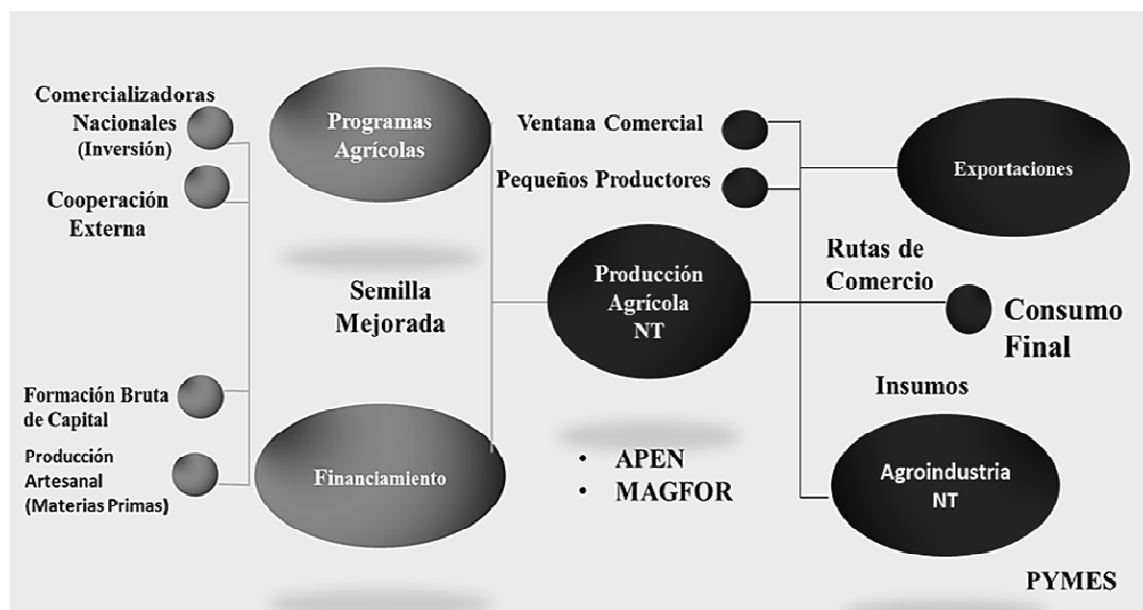 Comercializadoras
Nacionales
(Inversión)
Cooperación
Externa
Formación Bruta
de Capital
Producción
Artesanal
(Materias Primas)
Programas
Agrícolas
Semilla
Mejorada
Financiamiento
Ventana Comercial
Pequeños Productores
Producción
Agrícola
NT
• APEN
• MAGFOR
Exportaciones
Rutas de
Comercio
Consumo
Final
Insumos
Agroindustria
NT
PYMES